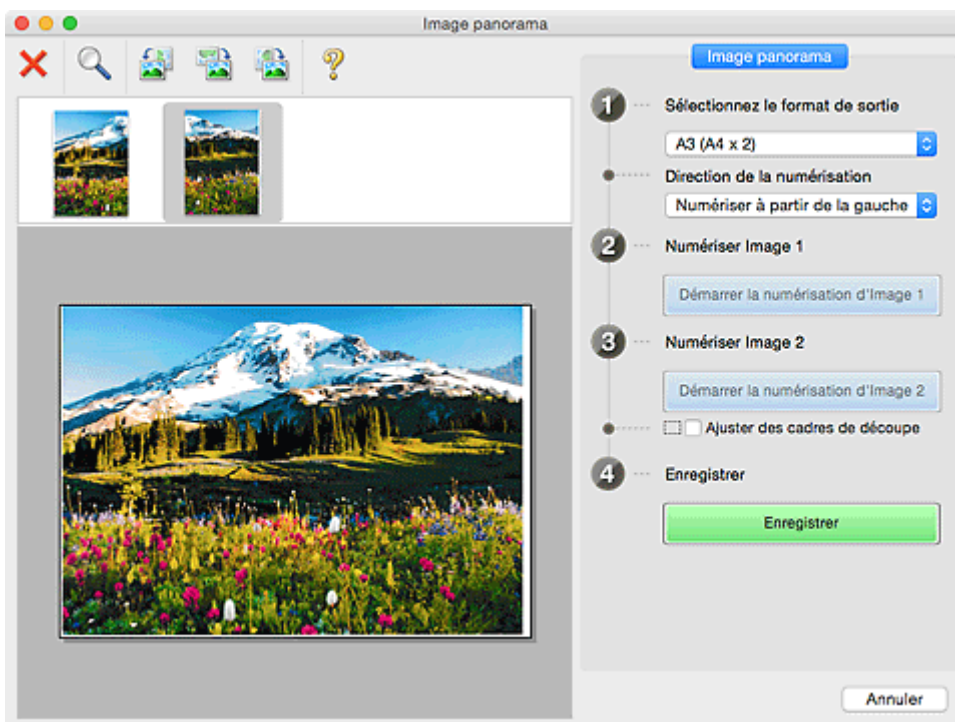 Image panorama
Image panorama
1 Sélectionnez le format de sortie
A3 (A4 x 2)
Direction de la numérisation
Numériser à partir de la gauche
2 Numériser Image 1
Démarrer la numérisation d'Image 1
3 Numériser Image 2
Démarrer la numérisation d'Image 2
Ajuster des cadres de découpe
4 Enregistrer
Enregistrer
Annuler